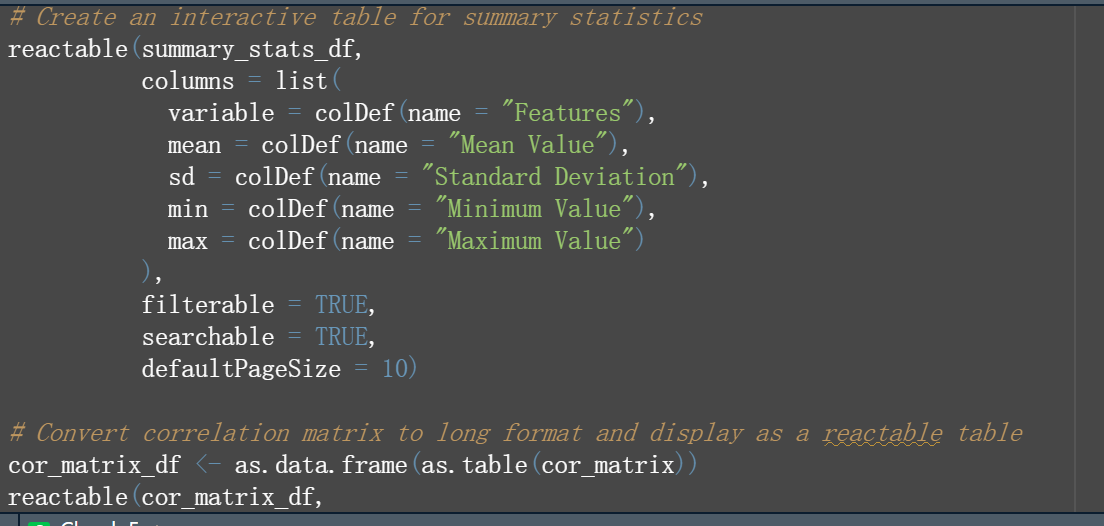 # Create an interactive table for summary statistics
reactable(summary_stats_df,
columns = list(
variable = colDef(name = "Features"),
mean = colDef(name = "Mean Value"),
sd = colDef(name = "Standard Deviation"),
min = colDef(name = "Minimum Value"),
max = colDef(name = "Maximum Value")
),
filterable = TRUE,
searchable = TRUE,
defaultPageSize = 10)
# Convert correlation matrix to long format and display as a reactable table
cor_matrix_df <- as.data.frame(as.table(cor_matrix))
reactable(cor_matrix_df,